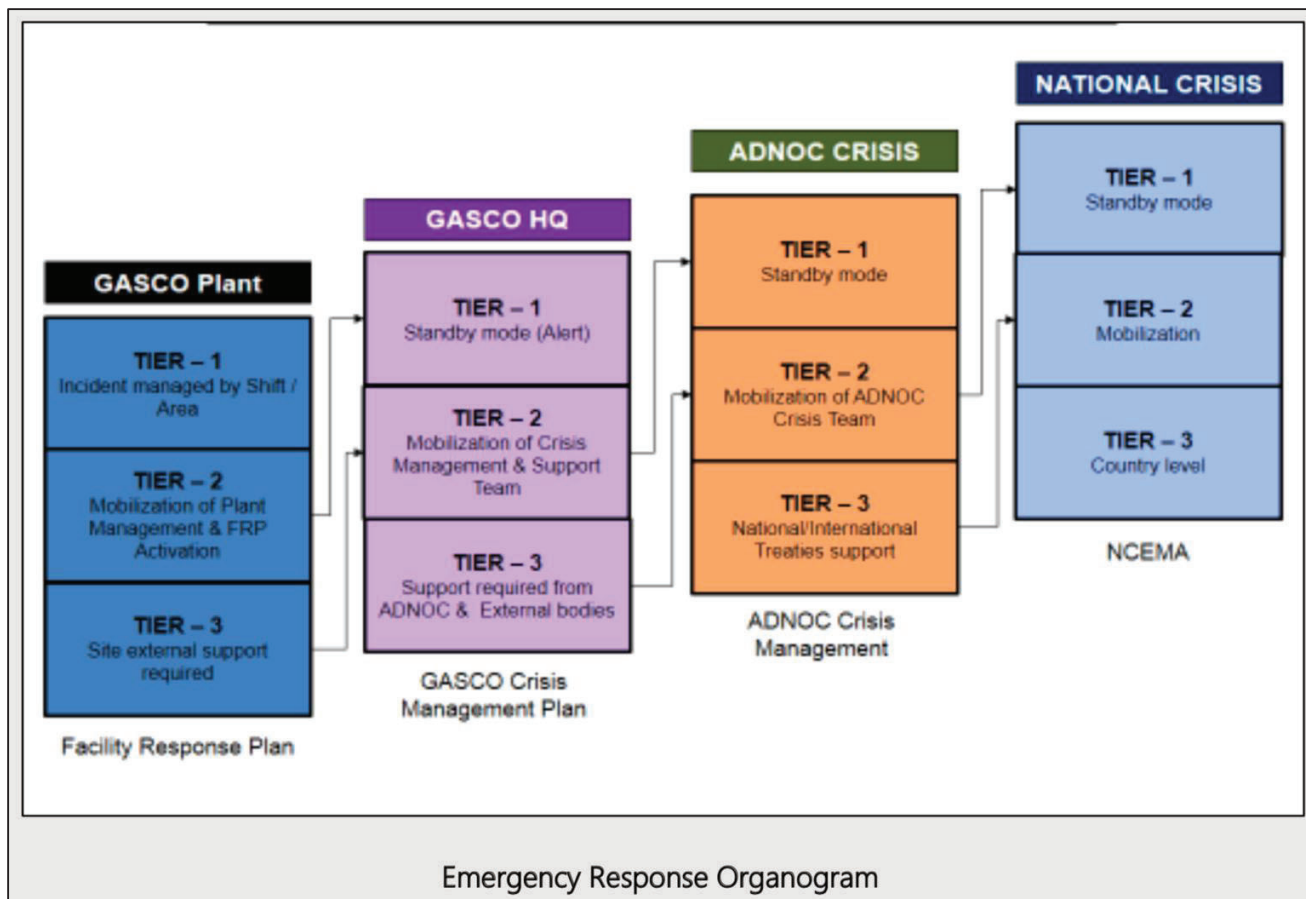 GASCO Plant
TIER – 1
Incident managed by Shift /
Area
TIER – 2
Mobilization of Plant
Management & FRP
Activation
TIER – 3
Site external support
required
Facility Response Plan
GASCO HQ
TIER – 1
Standby mode (Alert)
TIER – 2
Mobilization of Crisis
Management & Support
Team
TIER – 3
Support required from
ADNOC & External bodies
GASCO Crisis
Management Plan
ADNOC CRISIS
TIER – 1
Standby mode
TIER – 2
Mobilization of ADNOC
Crisis Team
TIER – 3
National/International
Treaties support
ADNOC Crisis
Management
NATIONAL CRISIS
TIER – 1
Standby mode
TIER – 2
Mobilization
TIER – 3
Country level
NCEMA
Emergency Response Organogram